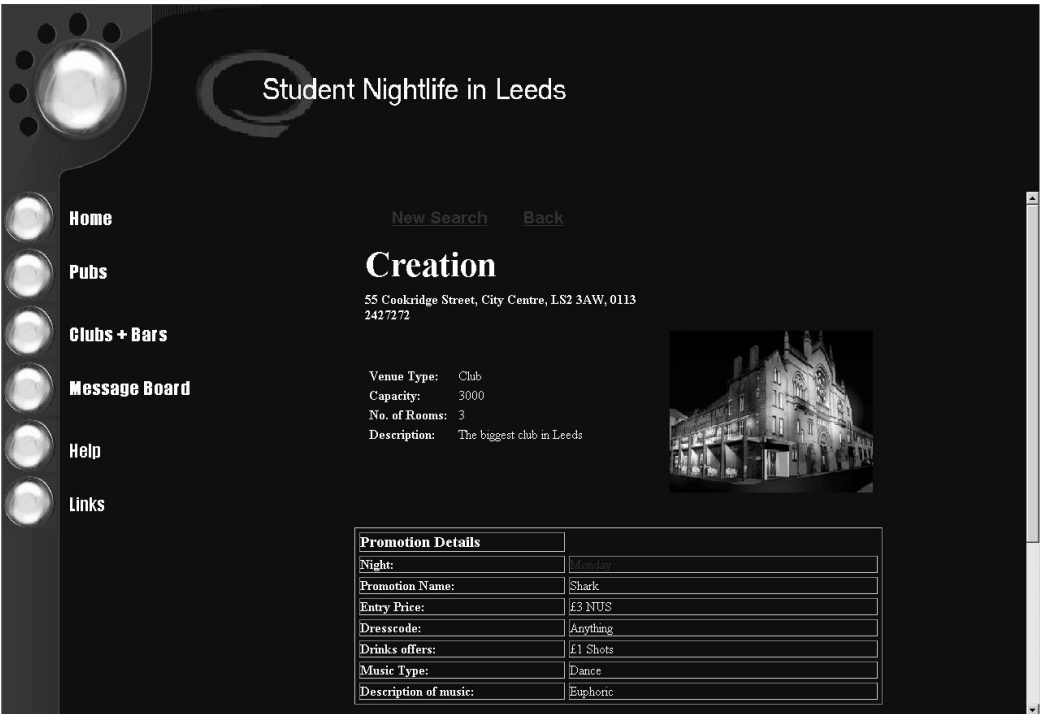 Student Nightlife in Leeds
Home
Pubs
Clubs + Bars
Message Board
Help
Links
New Search Back
Creation
55 Cookridge Street, City Centre, LS2 3AW, 0113
2427272
Venue Type: Club
Capacity: 3000
No. of Rooms: 3
Description: The biggest club in Leeds
Promotion Details
Night: Monday
Promotion Name: Shark
Entry Price: £3 NUS
Dresscode: Anything
Drinks offers: £1 Shots
Music Type: Dance
Description of music: Euphoric